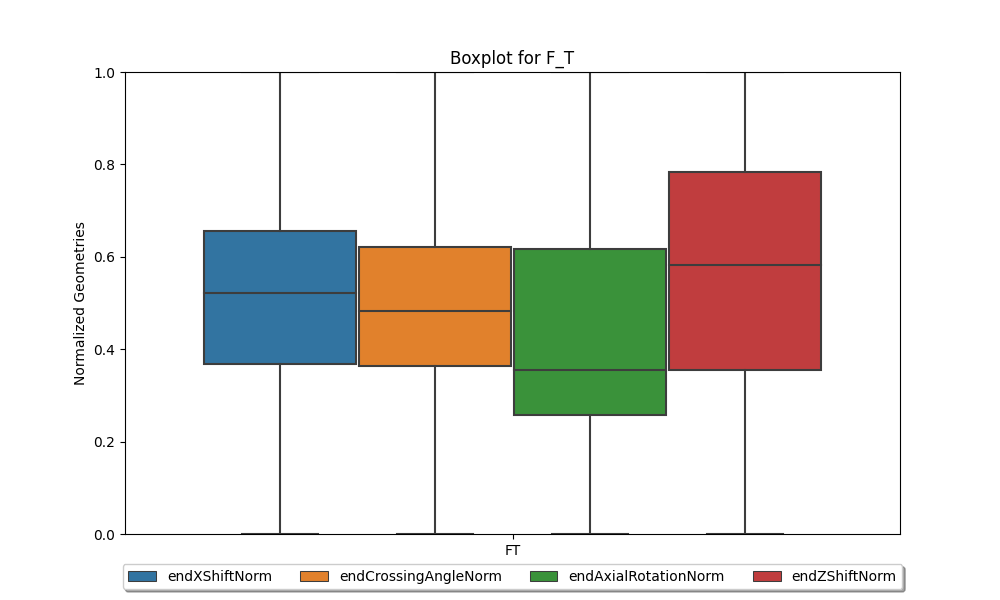 Boxplot for F_T
Normalized Geometries
1.0
0.8
0.6
0.4
0.2
0.0
FT
endXShiftNorm endCrossingAngleNorm endAxialRotationNorm endZShiftNorm